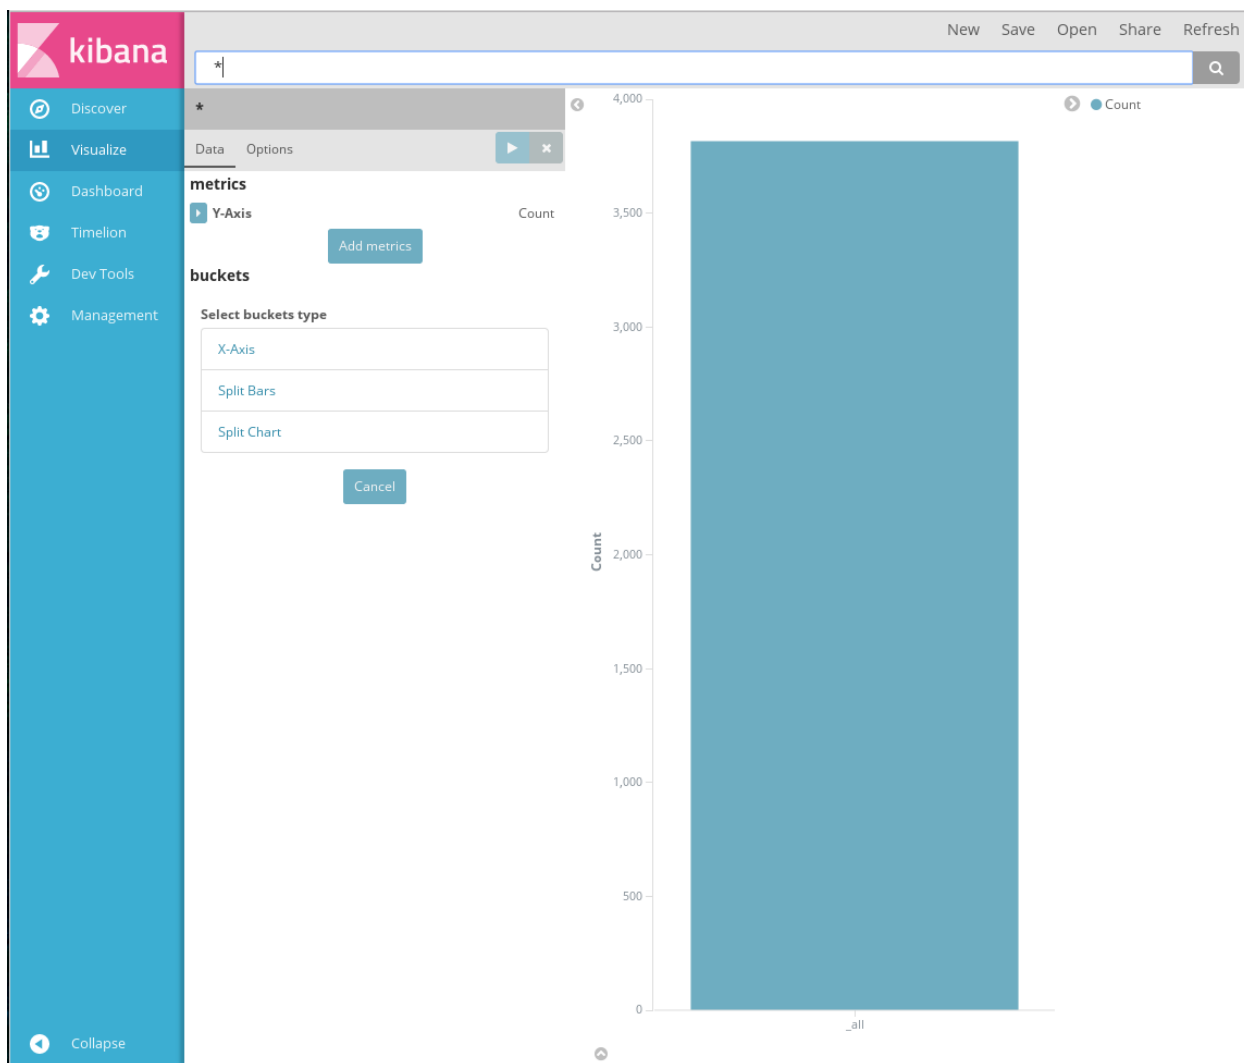 kibana
New Save Open Share Refresh
*
Discover
Visualize
Dashboard
Timelion
Dev Tools
Management
Collapse
*
Data Options
metrics
Y-Axis Count
Add metrics
buckets
Select buckets type
X-Axis
Split Bars
Split Chart
Cancel
Count
4,000
3,500
3,000
2,500
2,000
1,500
1,000
500
0
_all
Count